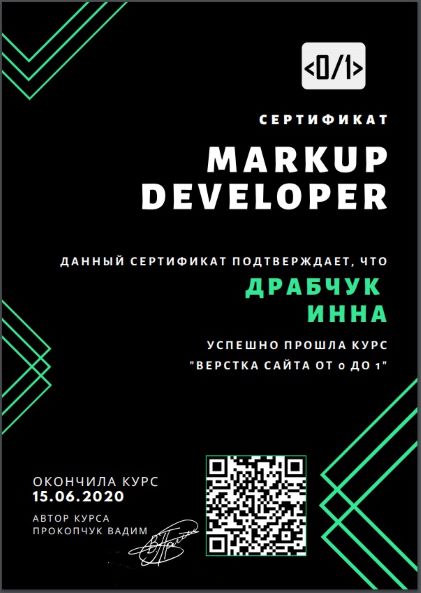 <0/1>
СЕРТИФИКАТ
MARKUP
DEVELOPER
ДАННЫЙ СЕРТИФИКАТ ПОДТВЕРЖДАЕТ, ЧТО
ДРАБЧУК
ИННА
УСПЕШНО ПРОШЛА КУРС
"ВЕРСТКА САЙТА ОТ 0 ДО 1"
ОКОНЧИЛА КУРС
15.06.2020
АВТОР КУРСА
ПРОКОПЧУК ВАДИМ